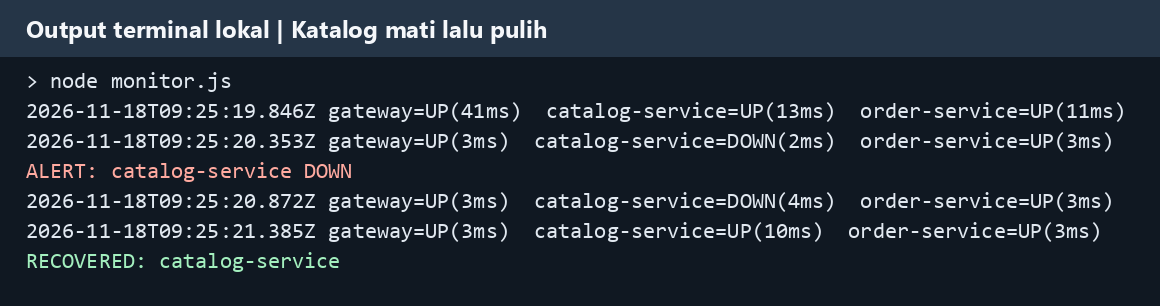 Output terminal lokal | Katalog mati lalu pulih
> node monitor.js
2026-11-18T09:25:19.846Z gateway=UP(41ms)  catalog-service=UP(13ms)  order-service=UP(11ms)
2026-11-18T09:25:20.353Z gateway=UP(3ms)  catalog-service=DOWN(2ms)  order-service=UP(3ms)
ALERT: catalog-service DOWN
2026-11-18T09:25:20.872Z gateway=UP(3ms)  catalog-service=DOWN(4ms)  order-service=UP(3ms)
2026-11-18T09:25:21.385Z gateway=UP(3ms)  catalog-service=UP(10ms)  order-service=UP(3ms)
RECOVERED: catalog-service